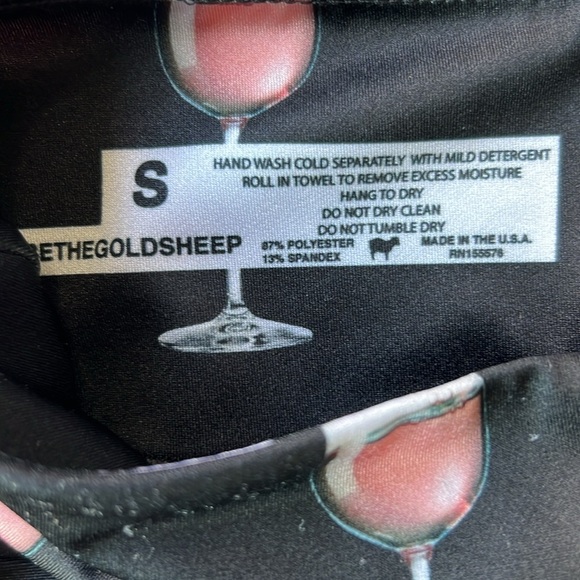 S
HAND WASH COLD SEPARATELY WITH MILD DETERGENT
ROLL IN TOWEL TO REMOVE EXCESS MOISTURE
HANG TO DRY
DO NOT DRY CLEAN
DO NOT TUMBLE DRY
BETHEGOLDSHEEP
87% POLYESTER
13% SPANDEX
MADE IN THE U.S.A.
RN155576